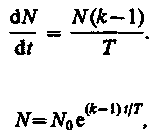 dN/dt = N(k−1)/T.
N=N₀e^(k−1)t/T,